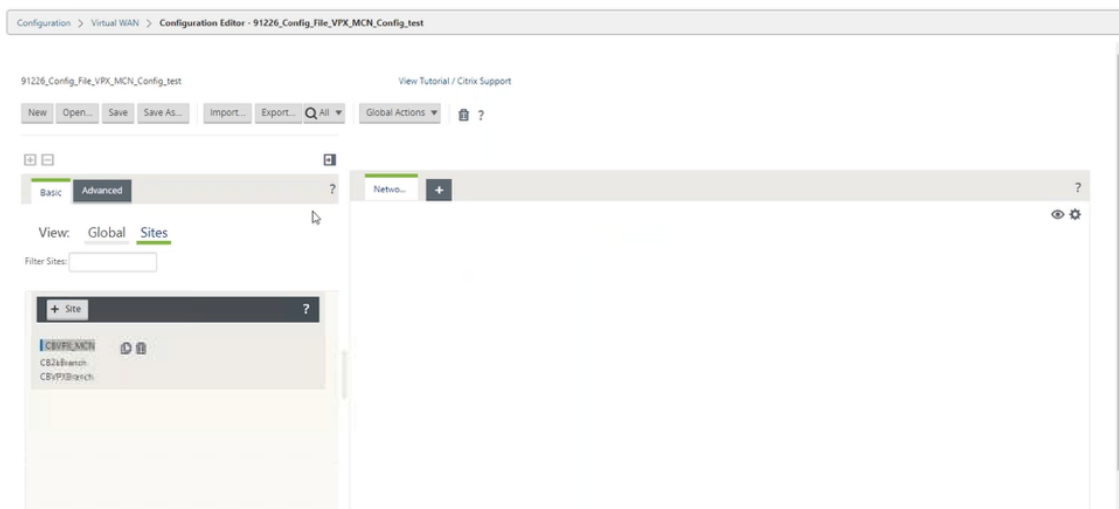 Configuration > Virtual WAN > Configuration Editor - 91226_Config_File_VPX_MCN_Config_test
91226_Config_File_VPX_MCN_Config_test View Tutorial / Citrix Support
New Open... Save Save As... Import... Export... All Global Actions ?
Basic Advanced ? Netwo... + ?
View: Global Sites
Filter Sites:
+ Site ?
CB2kBranch
CBVPXBranch